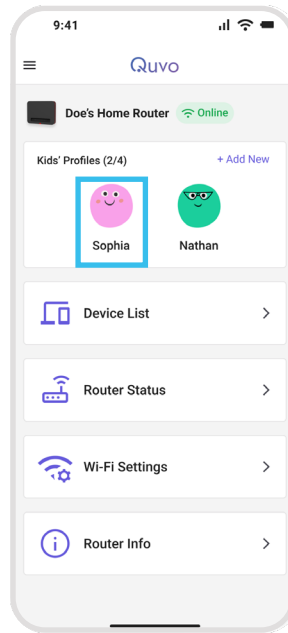 9:41
Quvo
Doe's Home Router Online
Kids' Profiles (2/4) + Add New
Sophia Nathan
Device List
Router Status
Wi-Fi Settings
Router Info